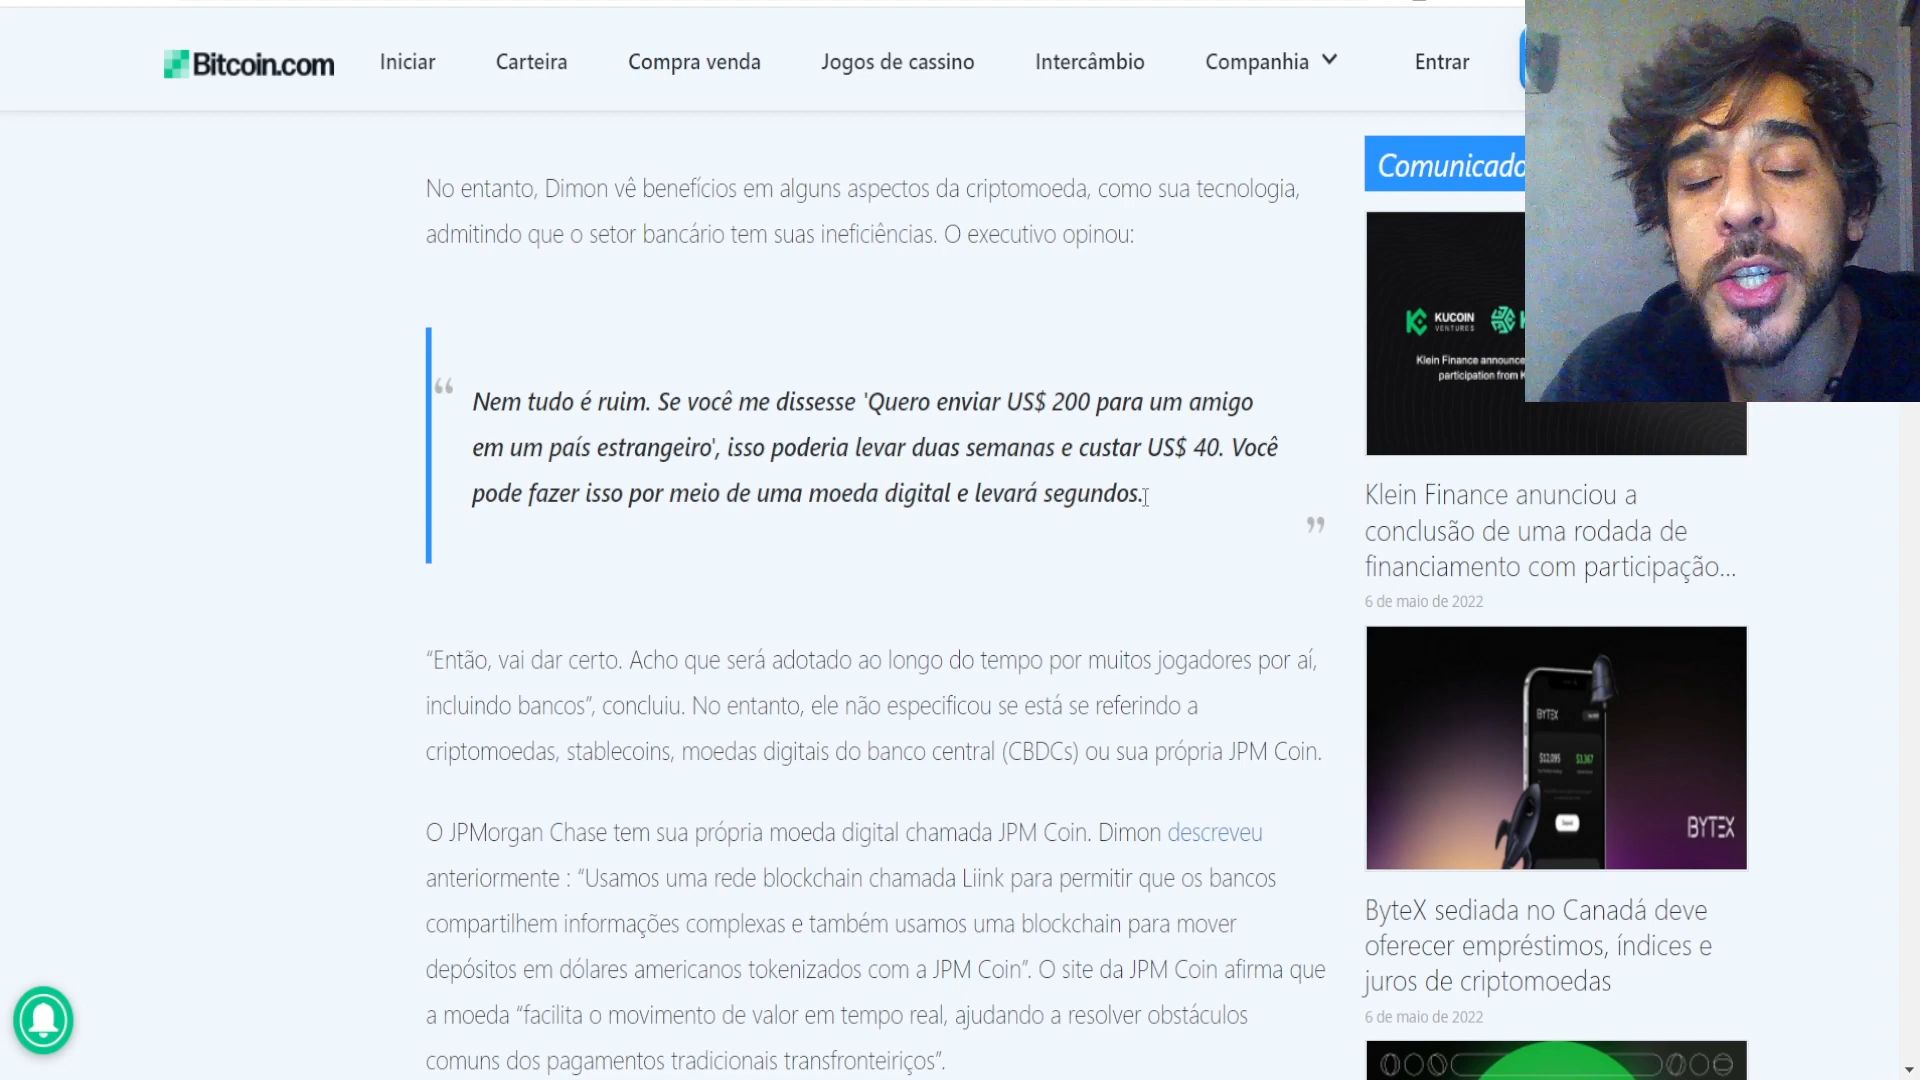 Bitcoin.com
Iniciar
Carteira
Compra venda
Jogos de cassino
Intercâmbio
Companhia
Entrar
No entanto, Dimon vê benefícios em alguns aspectos da criptomoeda, como sua tecnologia,
admitindo que o setor bancário tem suas ineficiências. O executivo opinou:
“
Nem tudo é ruim. Se você me dissesse 'Quero enviar US$ 200 para um amigo
em um país estrangeiro', isso poderia levar duas semanas e custar US$ 40. Você
pode fazer isso por meio de uma moeda digital e levará segundos.
”
“Então, vai dar certo. Acho que será adotado ao longo do tempo por muitos jogadores por aí,
incluindo bancos”, concluiu. No entanto, ele não especificou se está se referindo a
criptomoedas, stablecoins, moedas digitais do banco central (CBDCs) ou sua própria JPM Coin.
O JPMorgan Chase tem sua própria moeda digital chamada JPM Coin. Dimon descreveu
anteriormente : “Usamos uma rede blockchain chamada Liink para permitir que os bancos
compartilhem informações complexas e também usamos uma blockchain para mover
depósitos em dólares americanos tokenizados com a JPM Coin”. O site da JPM Coin afirma que
a moeda “facilita o movimento de valor em tempo real, ajudando a resolver obstáculos
comuns dos pagamentos tradicionais transfronteiriços”.
Comunicado
KUCOIN
VENTURES
K
Klein Finance announce
participation from K
Klein Finance anunciou a
conclusão de uma rodada de
financiamento com participação...
6 de maio de 2022
BYTEX
$12,095
$3,367
BYTEX
ByteX sediada no Canadá deve
oferecer empréstimos, índices e
juros de criptomoedas
6 de maio de 2022